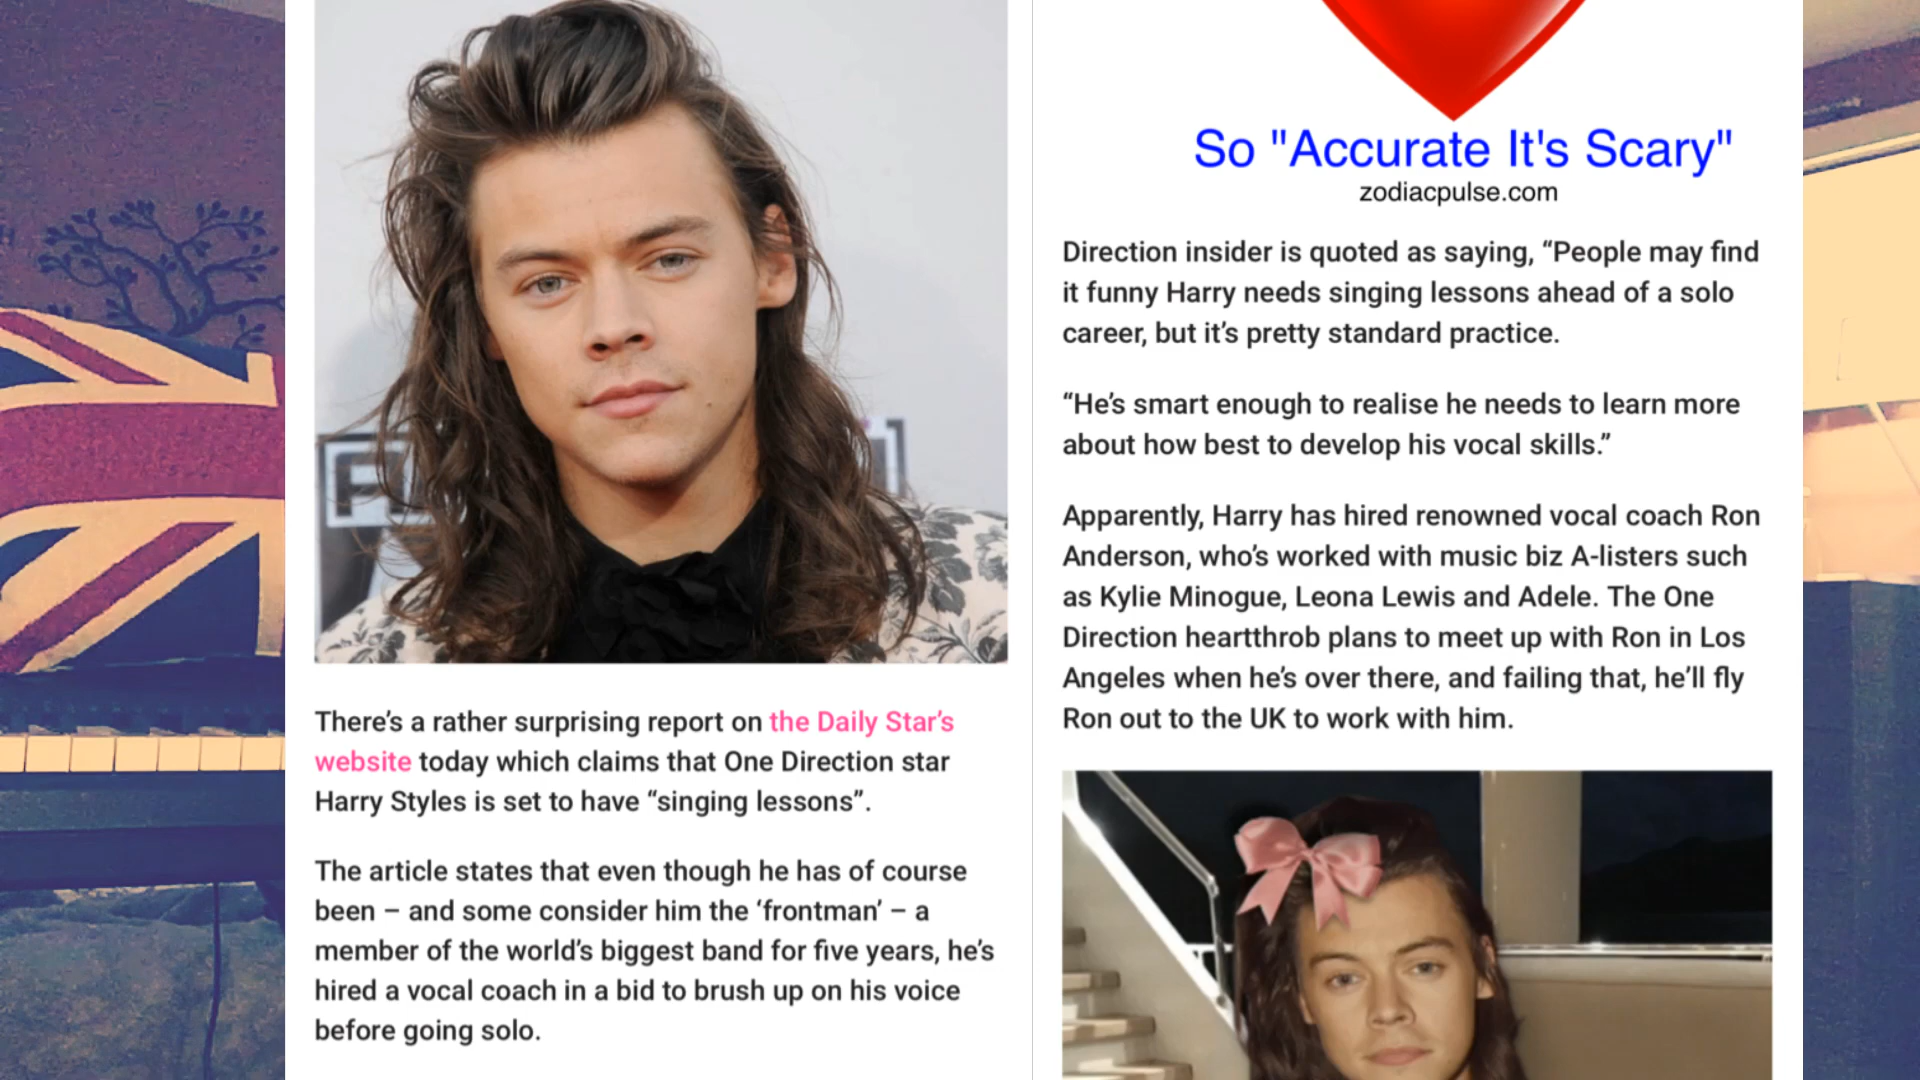 There’s a rather surprising report on the Daily Star’s
website today which claims that One Direction star
Harry Styles is set to have “singing lessons”.
The article states that even though he has of course
been – and some consider him the ‘frontman’ – a
member of the world’s biggest band for five years, he’s
hired a vocal coach in a bid to brush up on his voice
before going solo.
So "Accurate It's Scary"
zodiacpulse.com
Direction insider is quoted as saying, “People may find
it funny Harry needs singing lessons ahead of a solo
career, but it’s pretty standard practice.
“He’s smart enough to realise he needs to learn more
about how best to develop his vocal skills.”
Apparently, Harry has hired renowned vocal coach Ron
Anderson, who’s worked with music biz A-listers such
as Kylie Minogue, Leona Lewis and Adele. The One
Direction heartthrob plans to meet up with Ron in Los
Angeles when he’s over there, and failing that, he’ll fly
Ron out to the UK to work with him.